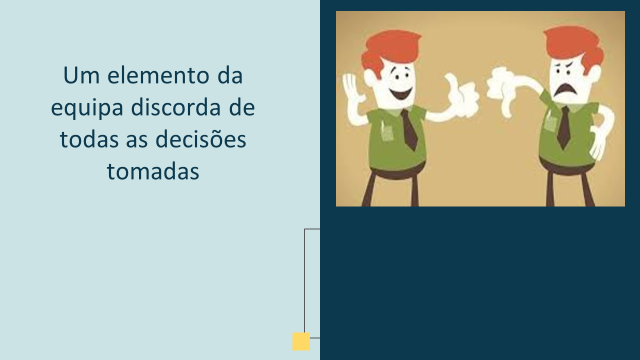 Um elemento da
equipa discorda de
todas as decisões
tomadas